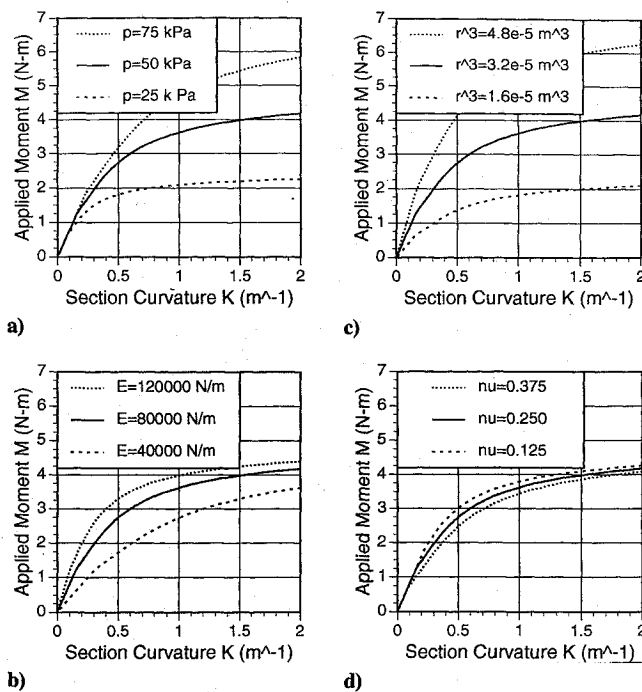 7
6
5
4
3
2
1
0
Applied Moment M (N-m)
p=75 kPa
p=50 kPa
p=25 k Pa
0 0.5 1 1.5 2
Section Curvature K (m^-1)
a)
7
6
5
4
3
2
1
0
Applied Moment M (N-m)
r^3=4.8e-5 m^3
r^3=3.2e-5 m^3
r^3=1.6e-5 m^3
0 0.5 1 1.5 2
Section Curvature K (m^-1)
c)
7
6
5
4
3
2
1
0
Applied Moment M (N-m)
E=120000 N/m
E=80000 N/m
E=40000 N/m
0 0.5 1 1.5 2
Section Curvature K (m^-1)
b)
7
6
5
4
3
2
1
0
Applied Moment M (N-m)
nu=0.375
nu=0.250
nu=0.125
0 0.5 1 1.5 2
Section Curvature K (m^-1)
d)